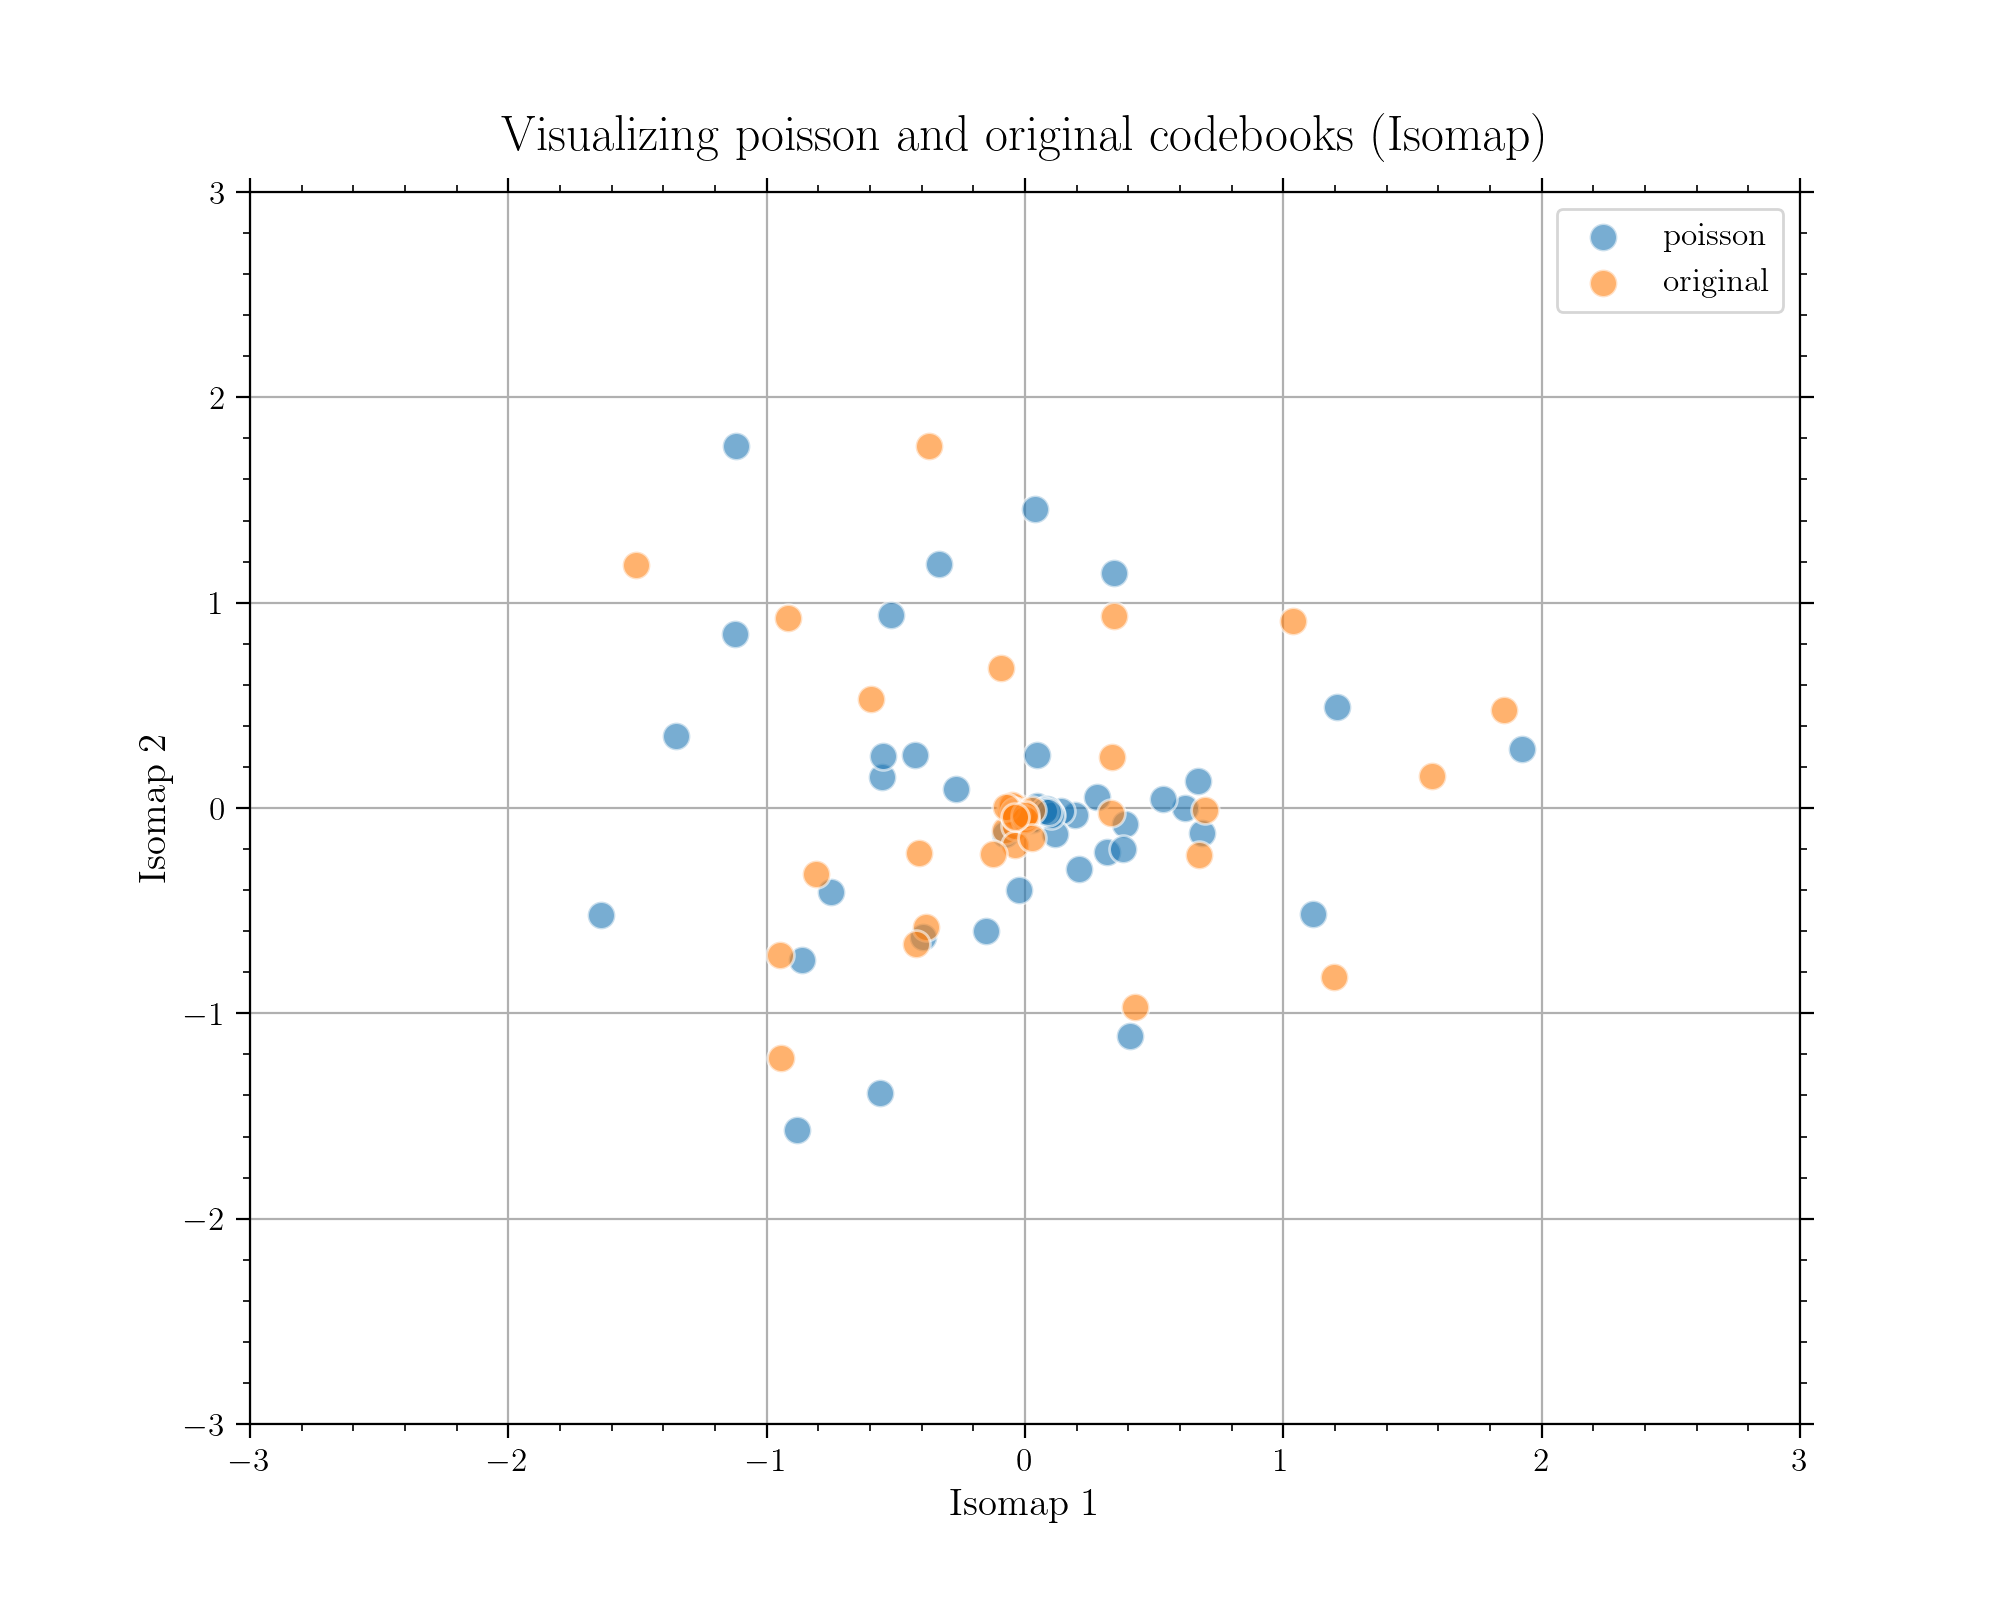 Visualizing poisson and original codebooks (Isomap)
poisson
original
3
2
1
0
−1
−2
−3
Isomap 2
−3
−2
−1
0
1
2
3
Isomap 1